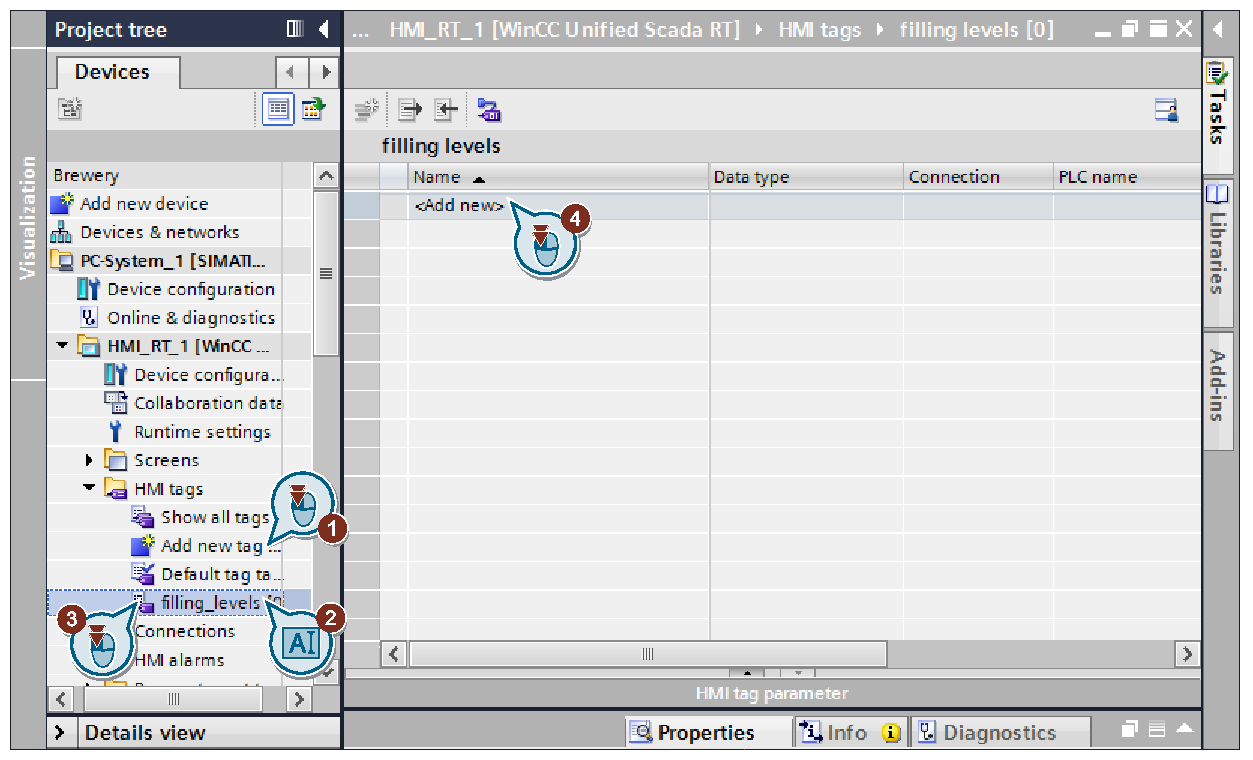 Project tree
... HMI_RT_1 [WinCC Unified Scada RT] HMI tags filling levels [0]
Devices
filling levels
Brewery
Name Data type Connection PLC name
Add new device
<Add new> 4
Devices & networks
PC-System_1 [SIMATI...
Device configuration
Online & diagnostics
HMI_RT_1 [WinCC ...
Device configura...
Collaboration data
Runtime settings
Screens
HMI tags
Show all tags
1
Add new tag ...
Default tag ta...
filling_levels [0]
3
2
Connections
AI
HMI alarms
HMI tag parameter
Details view
Properties Info Diagnostics
Visualization
Tasks
Libraries
Add-ins